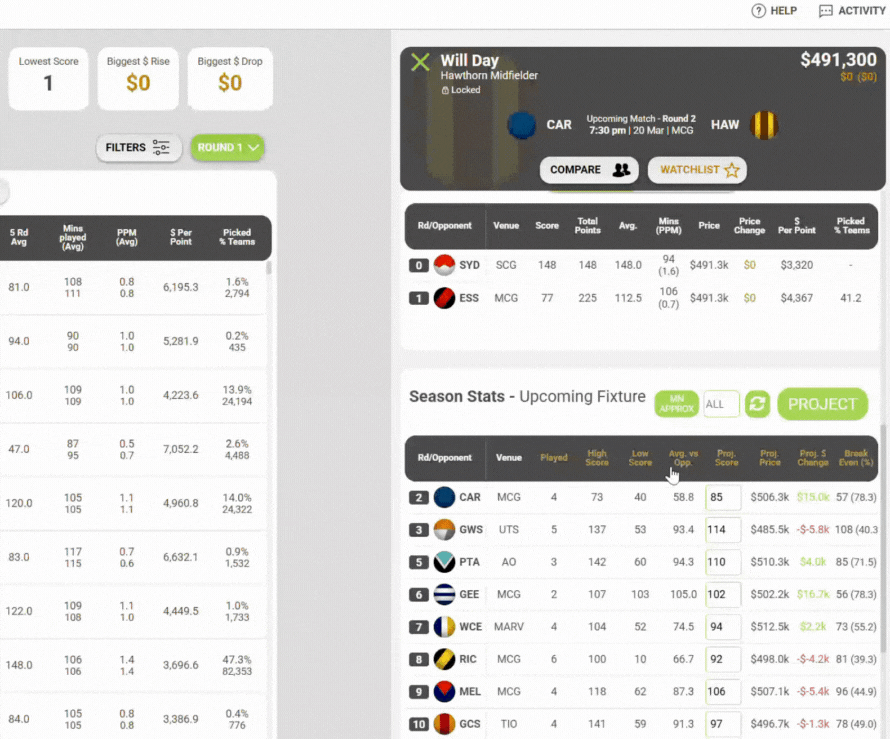 HELP ACTIVITY
Lowest Score
1
Biggest $ Rise
$0
Biggest $ Drop
$0
FILTERS
ROUND 1
5 Rd Avg Mins played (Avg) PPM (Avg) $ Per Point Picked % Teams
81.0 108 111 0.8 0.8 6,195.3 1.6% 2,794
94.0 90 90 1.0 1.0 5,281.9 0.2% 435
106.0 109 109 1.0 1.0 4,223.6 13.9% 24,194
47.0 87 95 0.5 0.7 7,052.2 2.6% 4,488
120.0 105 105 1.1 1.1 4,960.8 14.0% 24,322
83.0 117 115 0.7 0.6 6,632.1 0.9% 1,532
122.0 109 108 1.1 1.0 4,449.5 1.0% 1,733
148.0 106 106 1.4 1.4 3,696.6 47.3% 82,353
84.0 105 105 0.8 0.8 3,386.9 0.4% 776
Will Day $491,300
Hawthorn Midfielder $0 ($0)
Locked
CAR Upcoming Match - Round 2 HAW
7:30 pm | 20 Mar | MCG
COMPARE WATCHLIST
Rd/Opponent Venue Score Total Points Avg. Mins (PPM) Price Price Change $ Per Point Picked % Teams
0 SYD SCG 148 148 148.0 94 (1.6) $491.3k $0 $3,320 -
1 ESS MCG 77 225 112.5 106 (0.7) $491.3k $0 $4,367 41.2
Season Stats - Upcoming Fixture MN APPROX ALL PROJECT
Rd/Opponent Venue Played High Score Low Score Avg. vs Opp. Proj. Score Proj. Price Proj. $ Change Break Even (%)
2 CAR MCG 4 73 40 58.8 85 $506.3k $15.0k 57 (78.3)
3 GWS UTS 5 137 53 93.4 114 $485.5k -$-5.8k 108 (40.3
5 PTA AO 3 142 60 94.3 110 $510.3k $4.0k 85 (71.5)
6 GEE MCG 2 107 103 105.0 102 $502.2k $16.7k 56 (78.3)
7 WCE MARV 4 104 52 74.5 94 $512.5k $2.2k 73 (55.2)
8 RIC MCG 6 100 10 66.7 92 $498.0k -$-4.2k 81 (39.3)
9 MEL MCG 4 118 62 87.3 106 $507.1k -$-5.4k 96 (44.9)
10 GCS TIO 4 141 59 91.3 97 $496.7k -$-1.3k 78 (49.0)